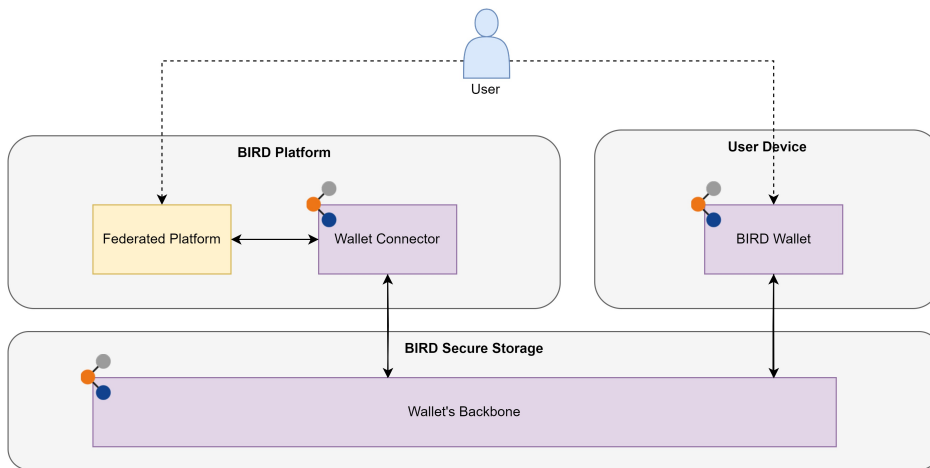 User
BIRD Platform
User Device
Federated Platform
Wallet Connector
BIRD Wallet
BIRD Secure Storage
Wallet's Backbone